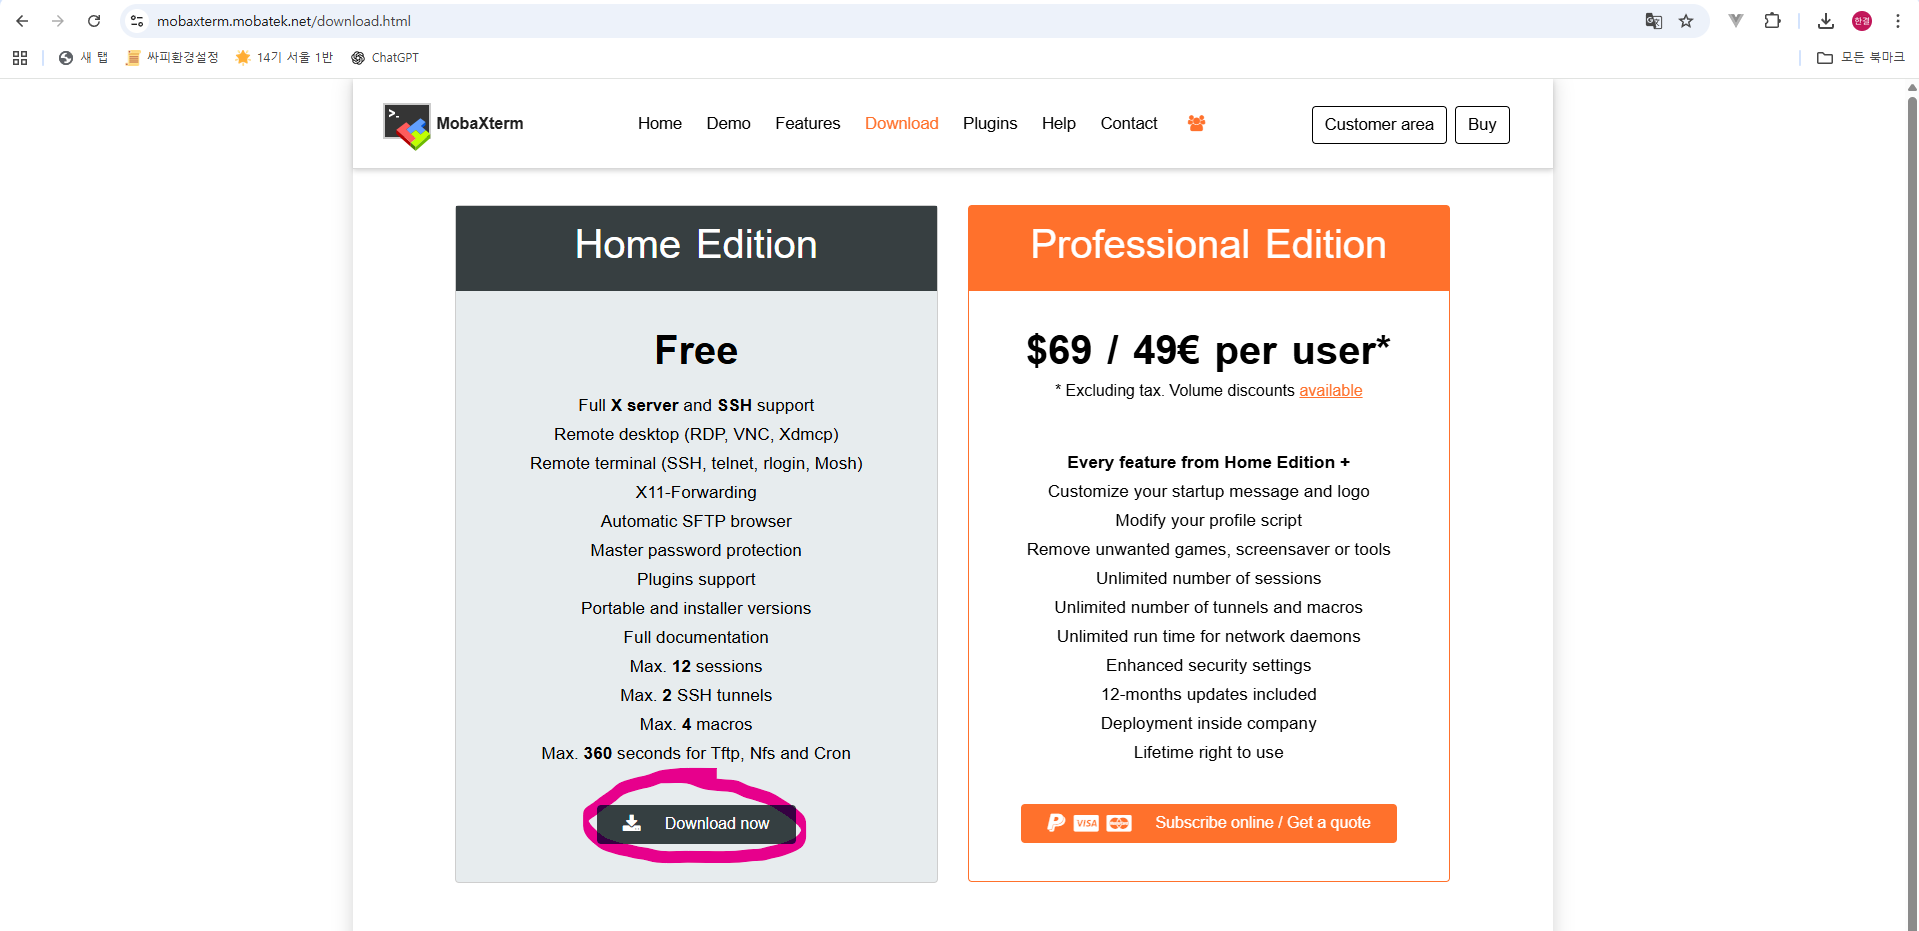 mobaxterm.mobatek.net/download.html
한결
새 탭
싸피환경설정
14기 서울 1반
ChatGPT
모든 북마크
>_
MobaXterm
Home
Demo
Features
Download
Plugins
Help
Contact
Customer area
Buy
Home Edition
Free
Full X server and SSH support
Remote desktop (RDP, VNC, Xdmcp)
Remote terminal (SSH, telnet, rlogin, Mosh)
X11-Forwarding
Automatic SFTP browser
Master password protection
Plugins support
Portable and installer versions
Full documentation
Max. 12 sessions
Max. 2 SSH tunnels
Max. 4 macros
Max. 360 seconds for Tftp, Nfs and Cron
Download now
Professional Edition
$69 / 49€ per user*
* Excluding tax. Volume discounts available
Every feature from Home Edition +
Customize your startup message and logo
Modify your profile script
Remove unwanted games, screensaver or tools
Unlimited number of sessions
Unlimited number of tunnels and macros
Unlimited run time for network daemons
Enhanced security settings
12-months updates included
Deployment inside company
Lifetime right to use
VISA
Subscribe online / Get a quote